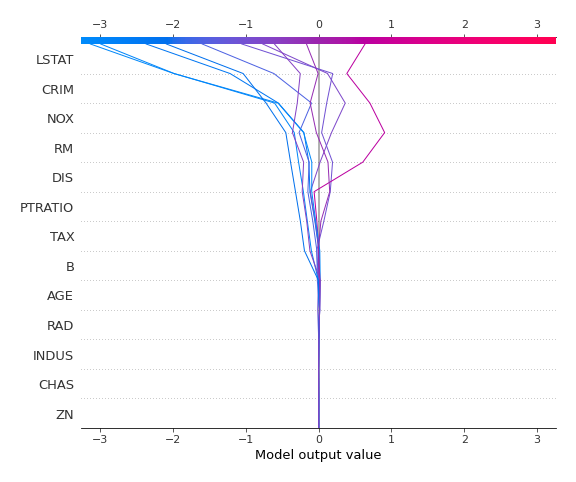 −3 −2 −1 0 1 2 3
LSTAT
CRIM
NOX
RM
DIS
PTRATIO
TAX
B
AGE
RAD
INDUS
CHAS
ZN
−3 −2 −1 0 1 2 3
Model output value